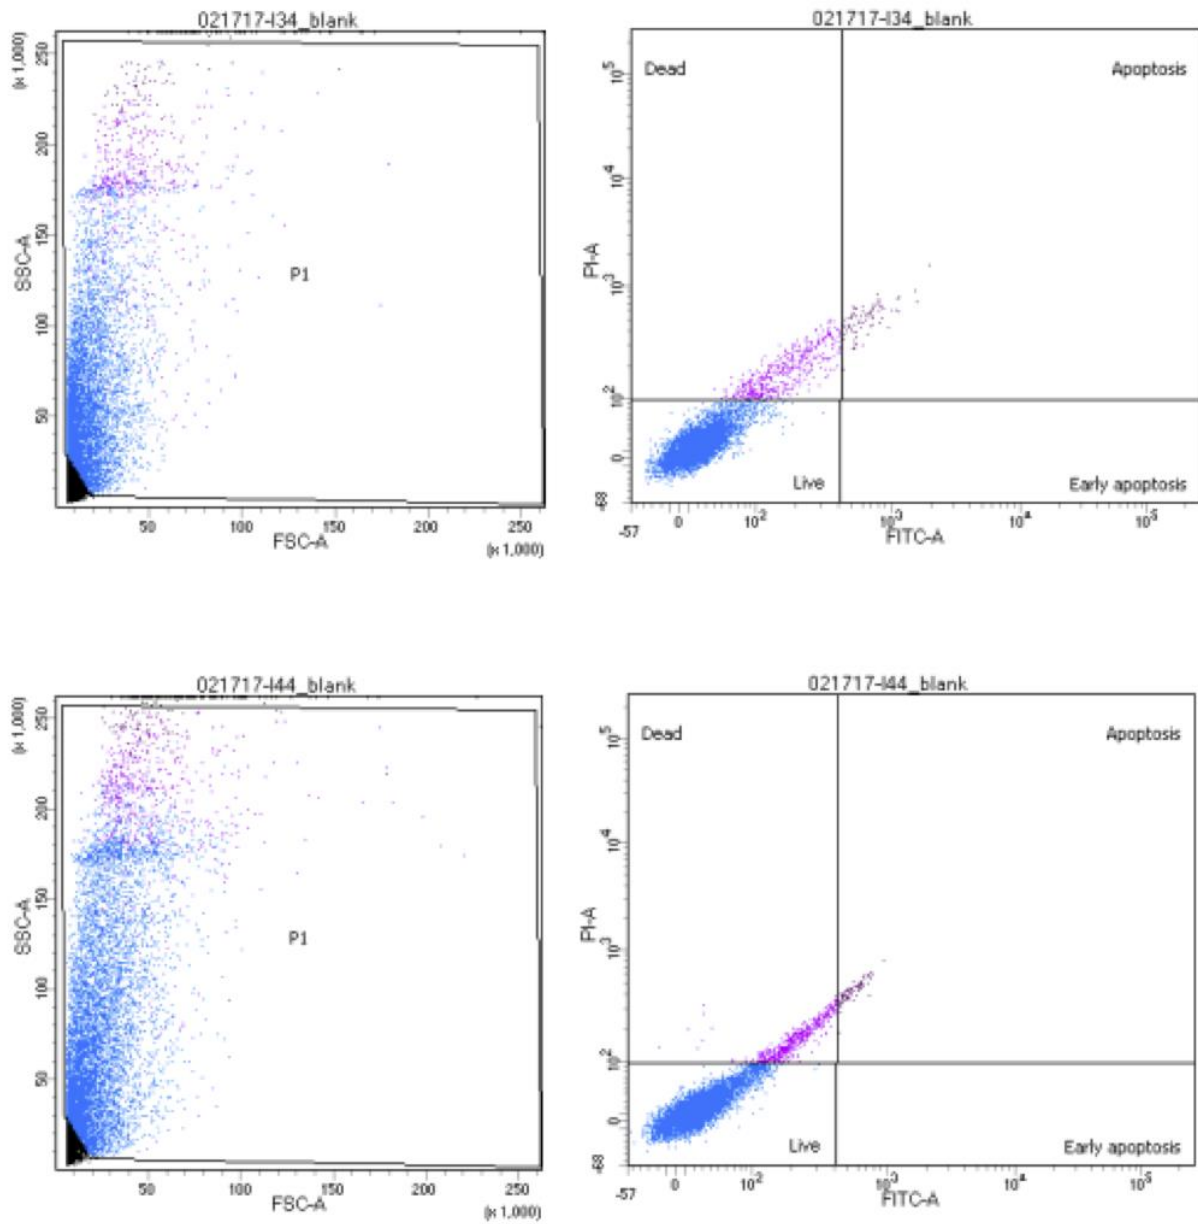 021717-I34_blank
(x 1,000)
250
200
150
100
50
SSC-A
P1
50 100 150 200 250
FSC-A
(x 1,000)
021717-I34_blank
Dead
Apoptosis
10^5
10^4
10^3
10^2
0
-68
PI-A
Live
Early apoptosis
-57 0 10^2 10^3 10^4 10^5
FITC-A
021717-I44_blank
(x 1,000)
250
200
150
100
50
SSC-A
P1
50 100 150 200 250
FSC-A
(x 1,000)
021717-I44_blank
Dead
Apoptosis
10^5
10^4
10^3
10^2
0
-68
PI-A
Live
Early apoptosis
-57 0 10^2 10^3 10^4 10^5
FITC-A